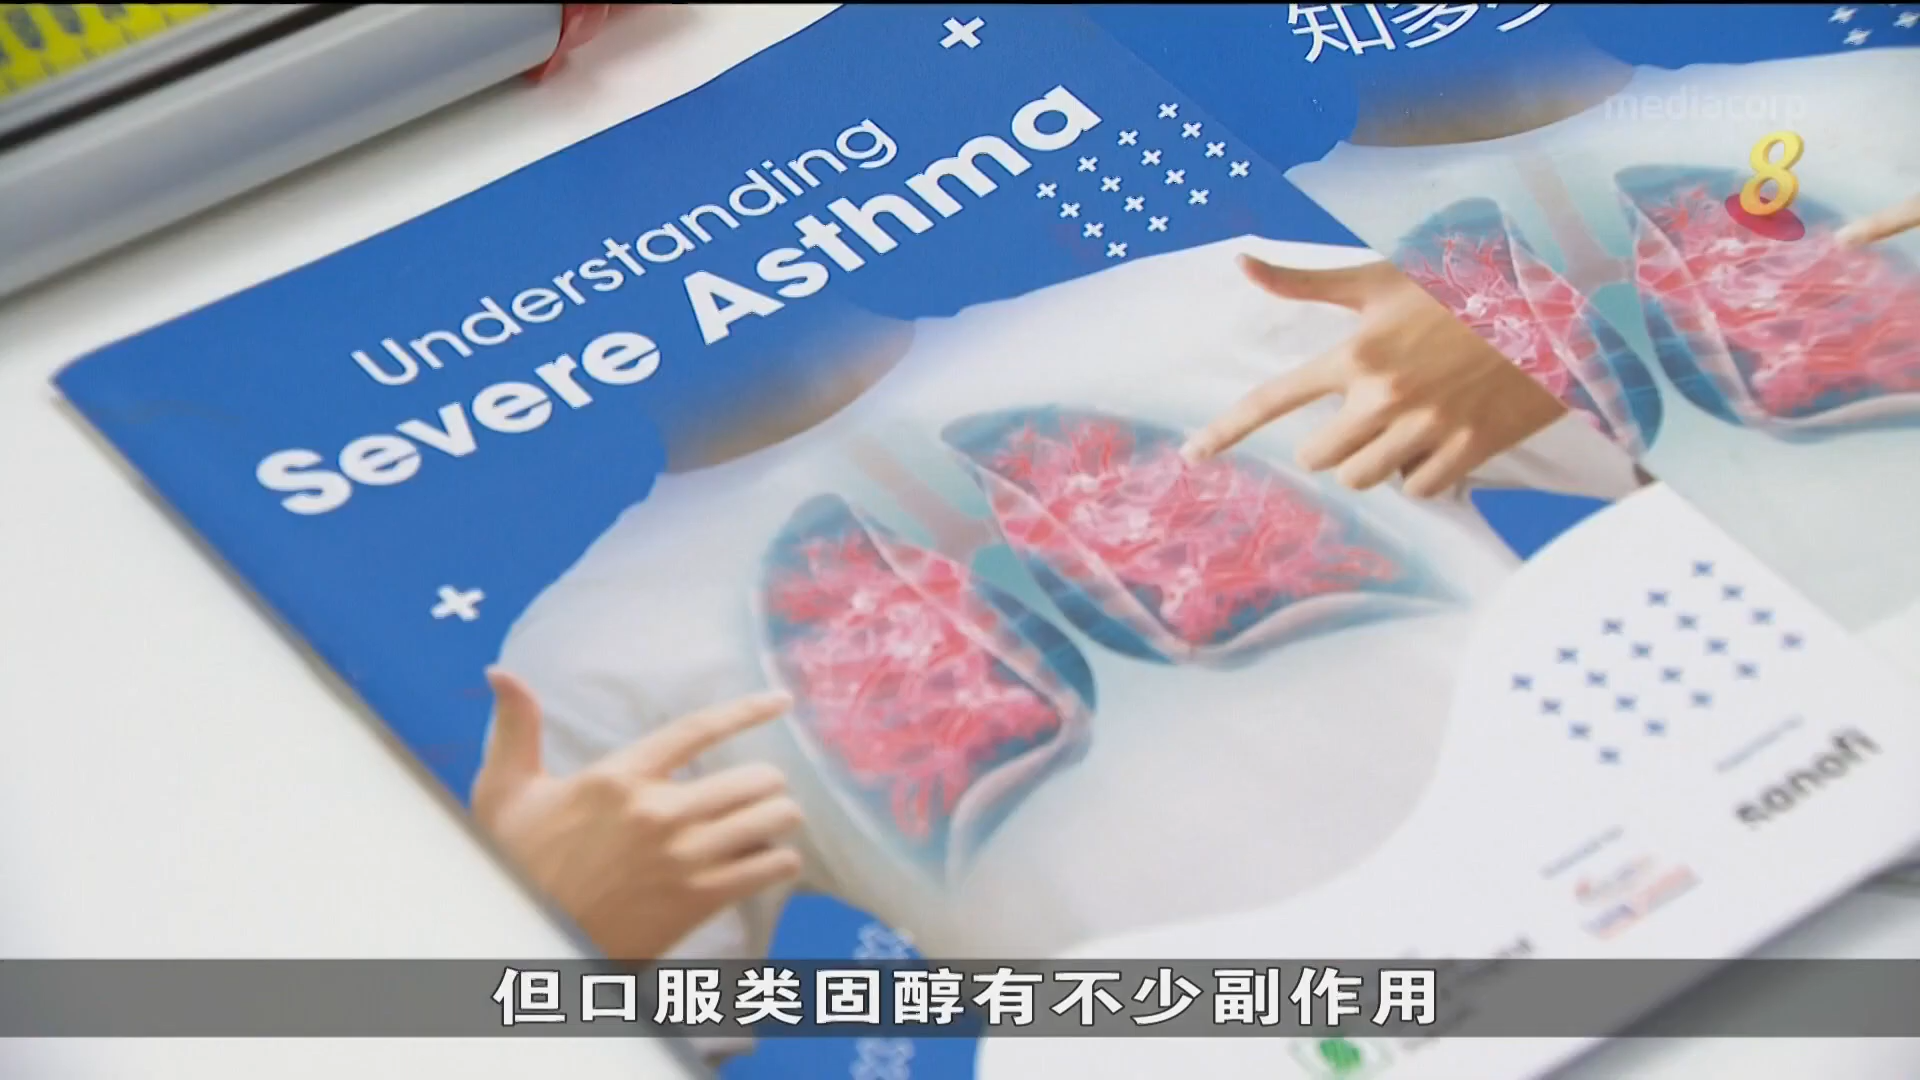 知多少
mediacorp
8
Understanding
Severe Asthma
sanofi
但口服类固醇有不少副作用